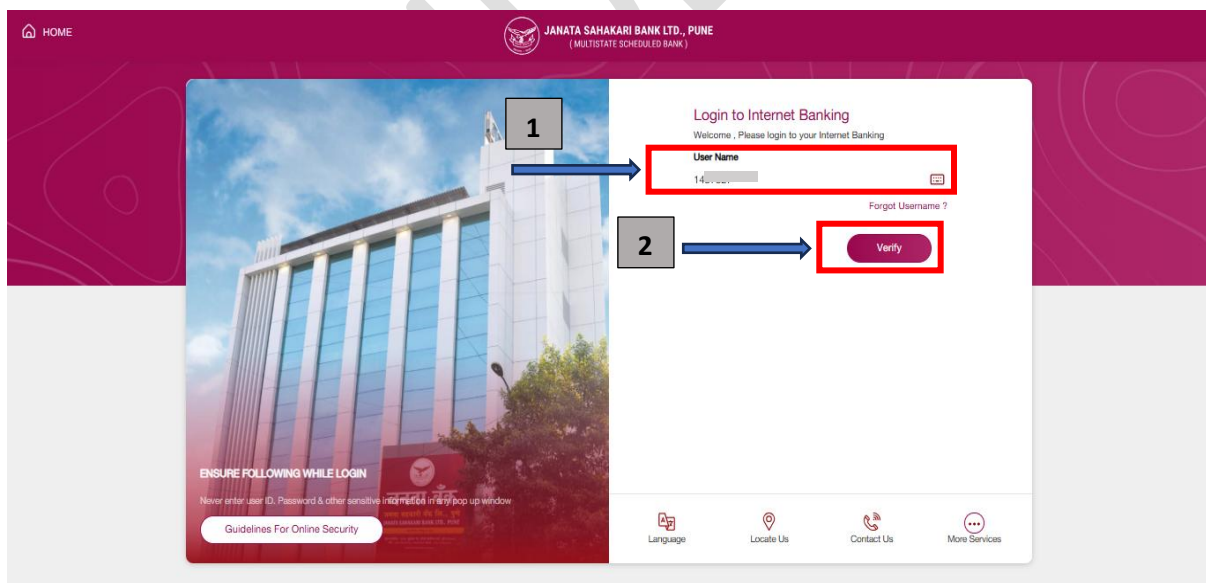 HOME
JANATA SAHAKARI BANK LTD., PUNE
( MULTISTATE SCHEDULED BANK )
1
Login to Internet Banking
Welcome , Please login to your Internet Banking
User Name
Forgot Username ?
2
Verify
ENSURE FOLLOWING WHILE LOGIN
Never enter user ID. Password & other sensitive information in any pop up window
Guidelines For Online Security
Language
Locate Us
Contact Us
More Services